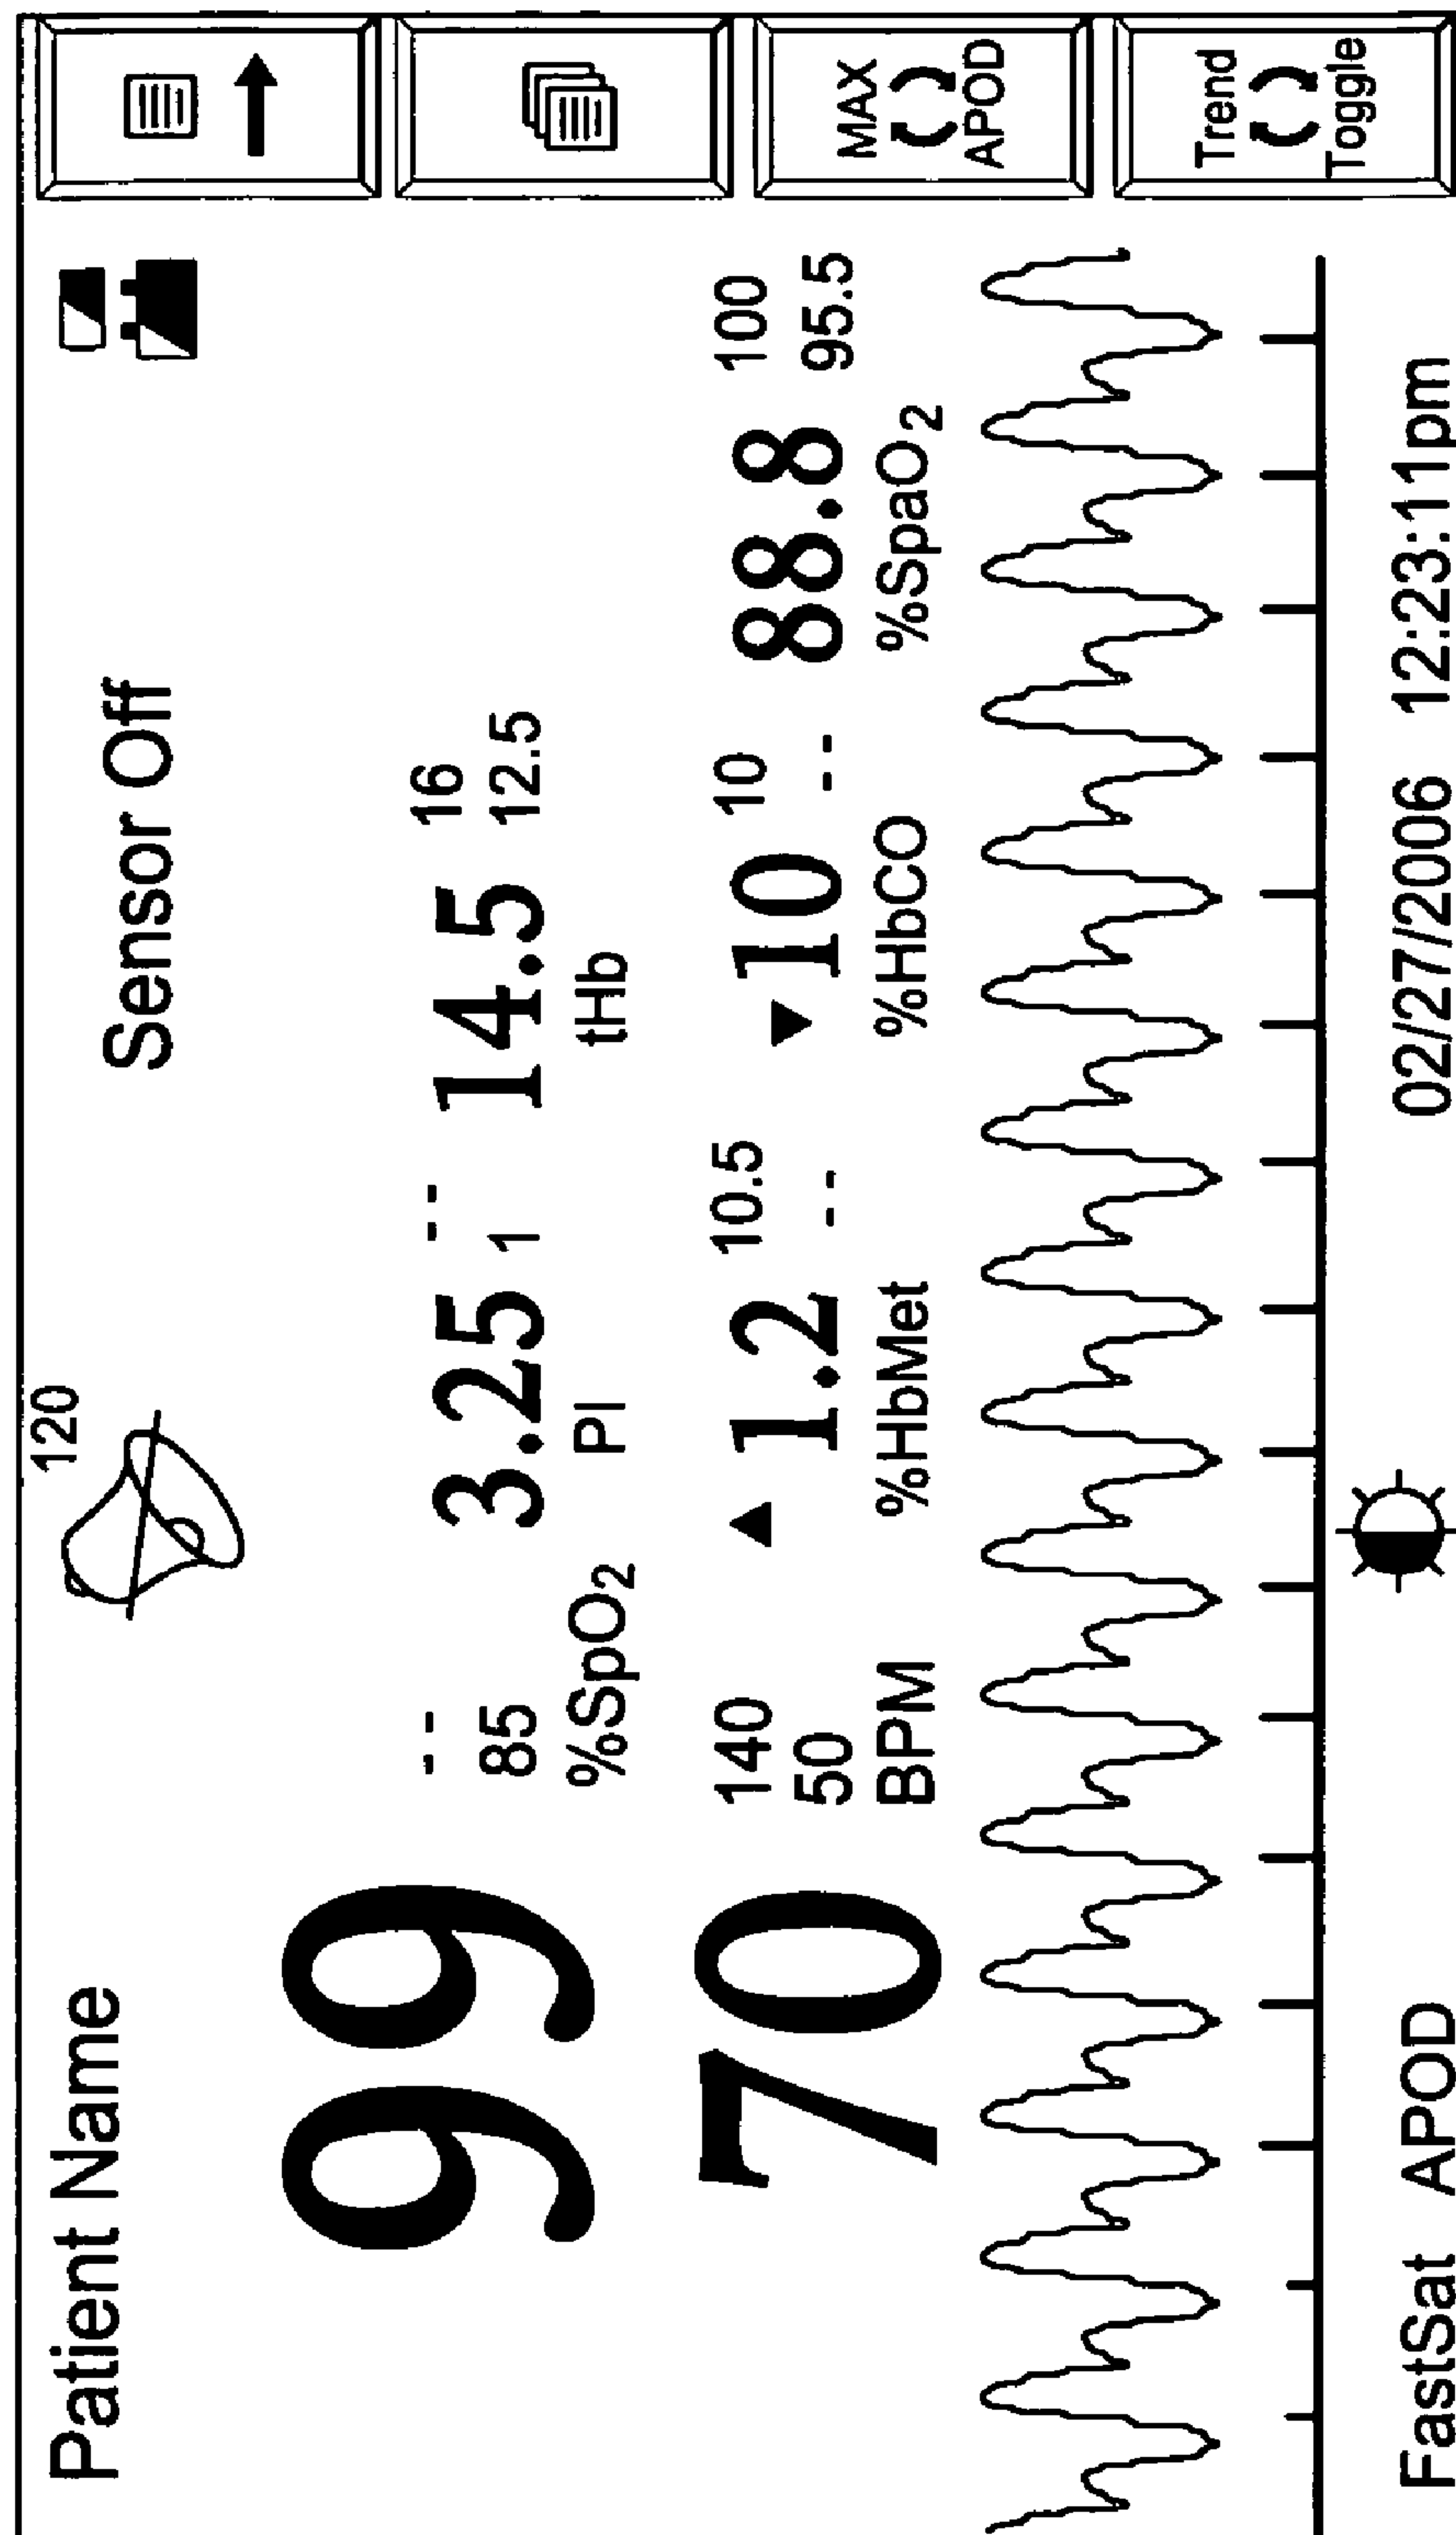 Patient Name
120
Sensor Off
99
--
85
%SpO2
3.25
--
1
PI
14.5
16
12.5
tHb
70
140
50
BPM
▲ 1.2
10.5
--
%HbMet
▼ 10
10
--
%HbCO
88.8
100
95.5
%SpaO2
MAX
APOD
Trend
Toggle
FastSat APOD
02/27/2006 12:23:11pm